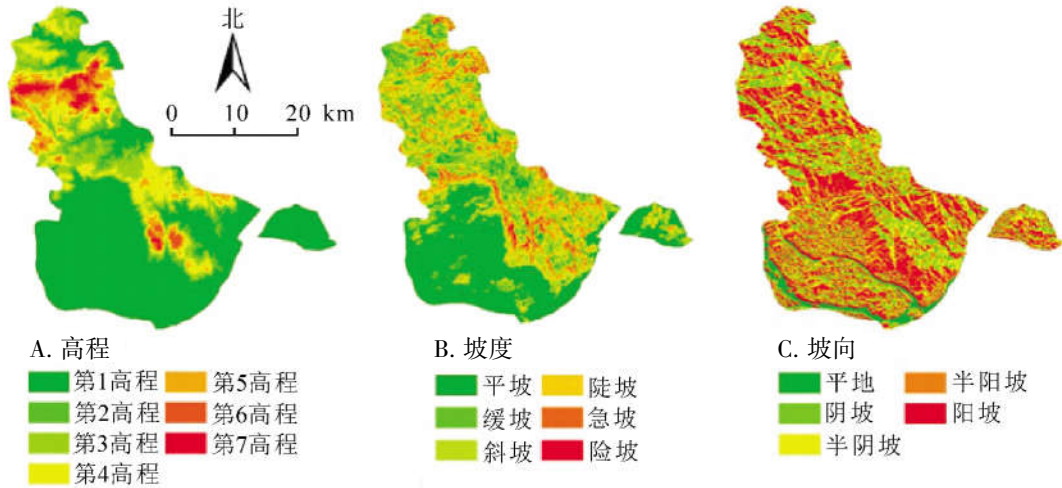 北
0 10 20 km
A. 高程
第1高程 第5高程
第2高程 第6高程
第3高程 第7高程
第4高程
B. 坡度
平坡 陡坡
缓坡 急坡
斜坡 险坡
C. 坡向
平地 半阳坡
阴坡 阳坡
半阴坡